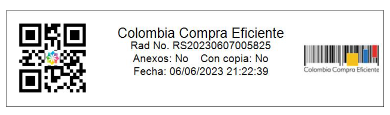 Colombia Compra Eficiente
Rad No. RS20230607005825
Anexos: No Con copia: No
Fecha: 06/06/2023 21:22:39
Colombia Compra Eficiente